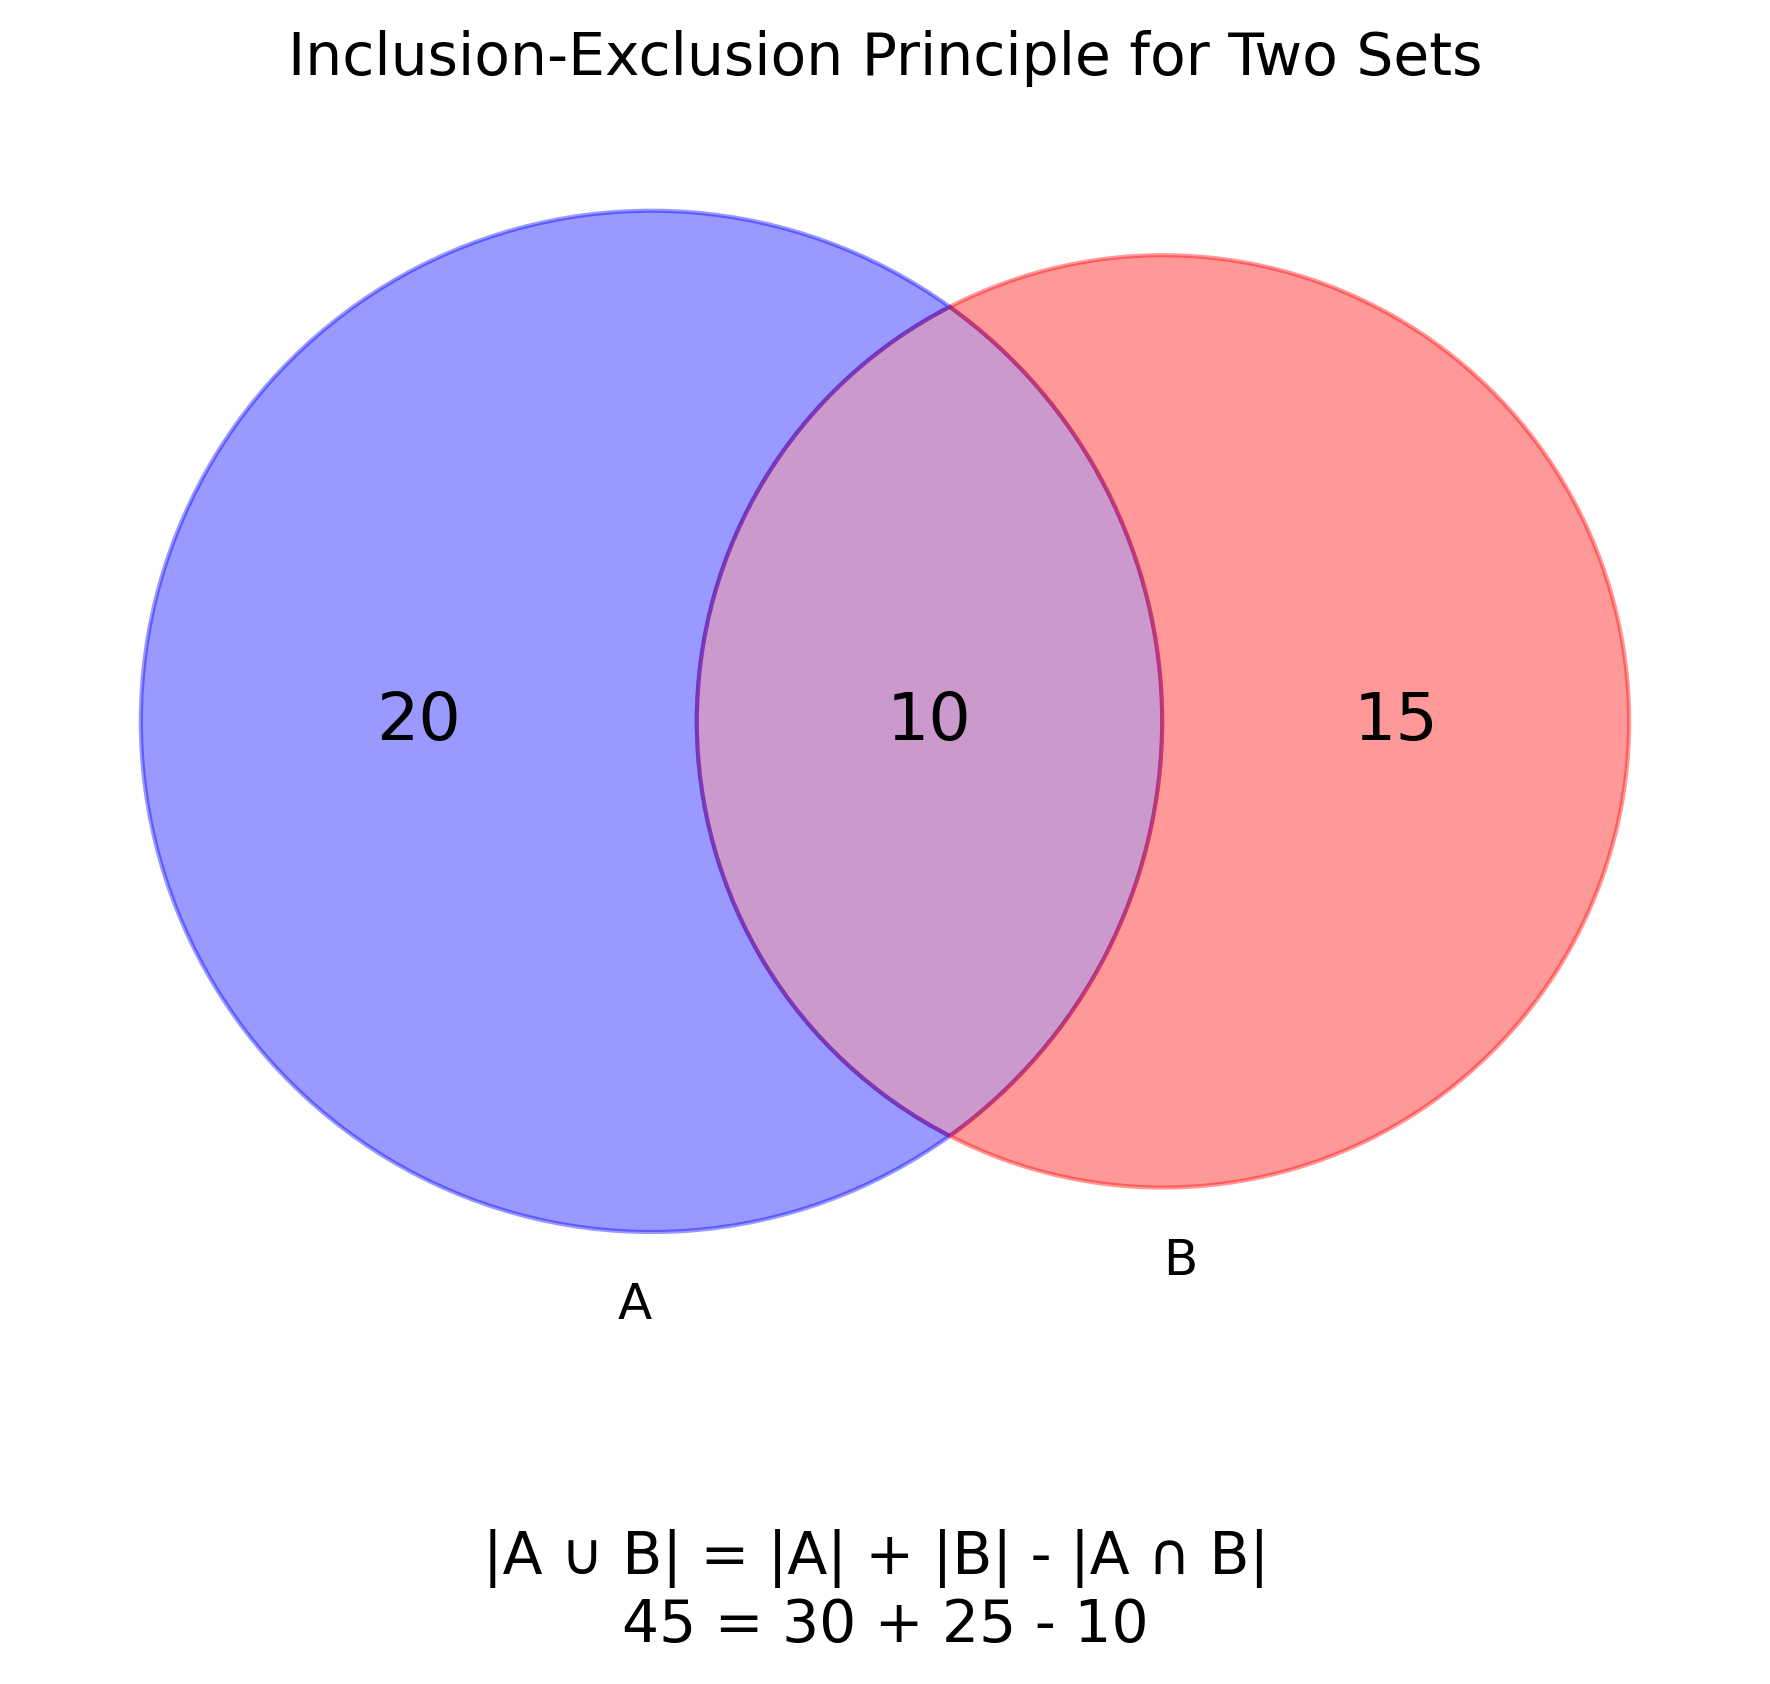 Inclusion-Exclusion Principle for Two Sets
20 10 15
B
A
|A ∪ B| = |A| + |B| - |A ∩ B|
45 = 30 + 25 - 10